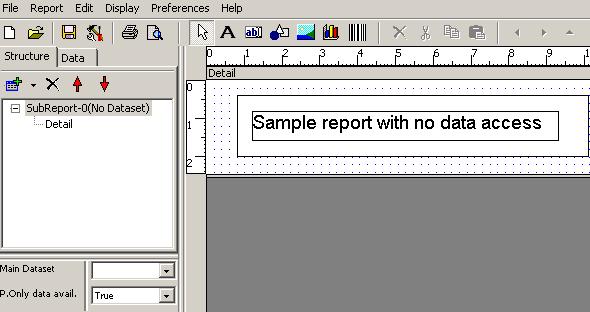 File Report Edit Display Preferences Help
Structure Data
SubReport-0(No Dataset)
Detail
Main Dataset
P.Only data avail. True
0 1 2 3 4 5 6 7 8 9 1
Detail
0
1
2
Sample report with no data access
A
ab